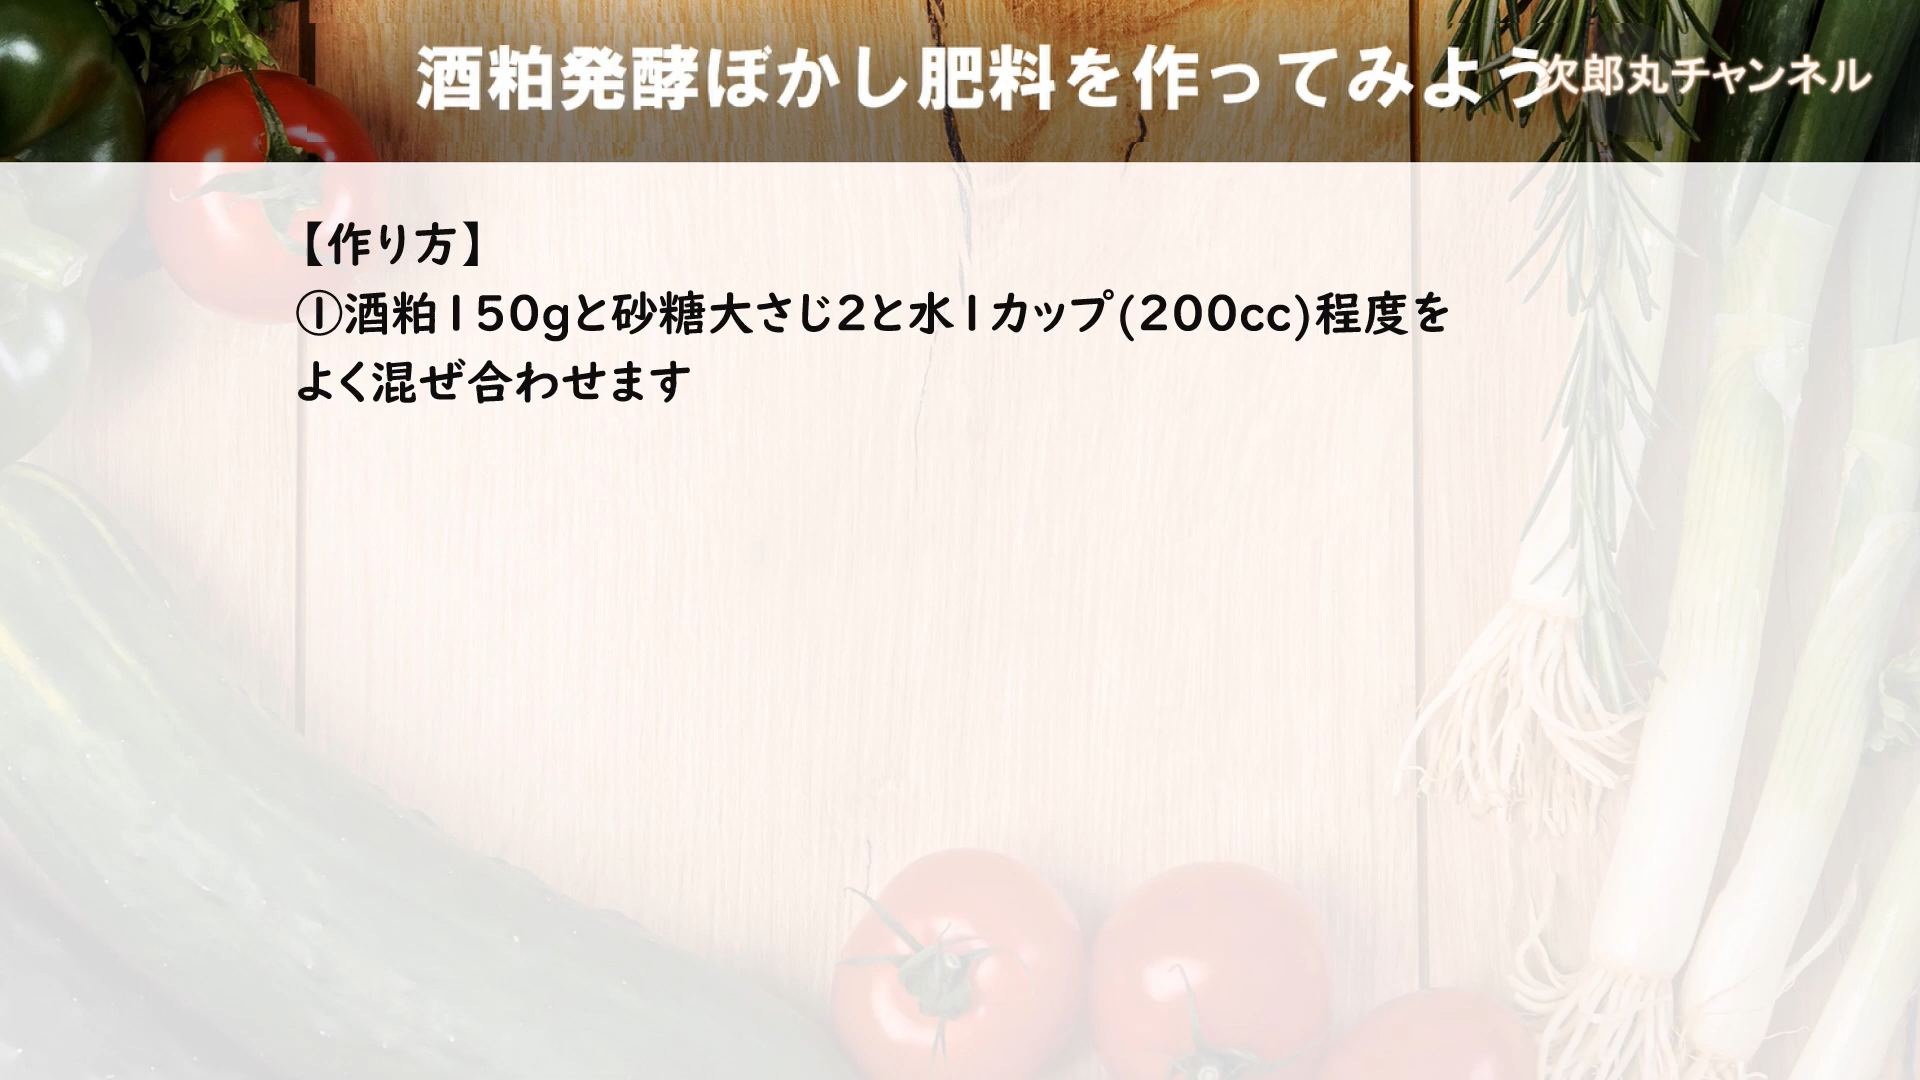 酒粕発酵ぼかし肥料を作ってみよう
次郎丸チャンネル
【作り方】
①酒粕150gと砂糖大さじ2と水1カップ(200cc)程度を
よく混ぜ合わせます